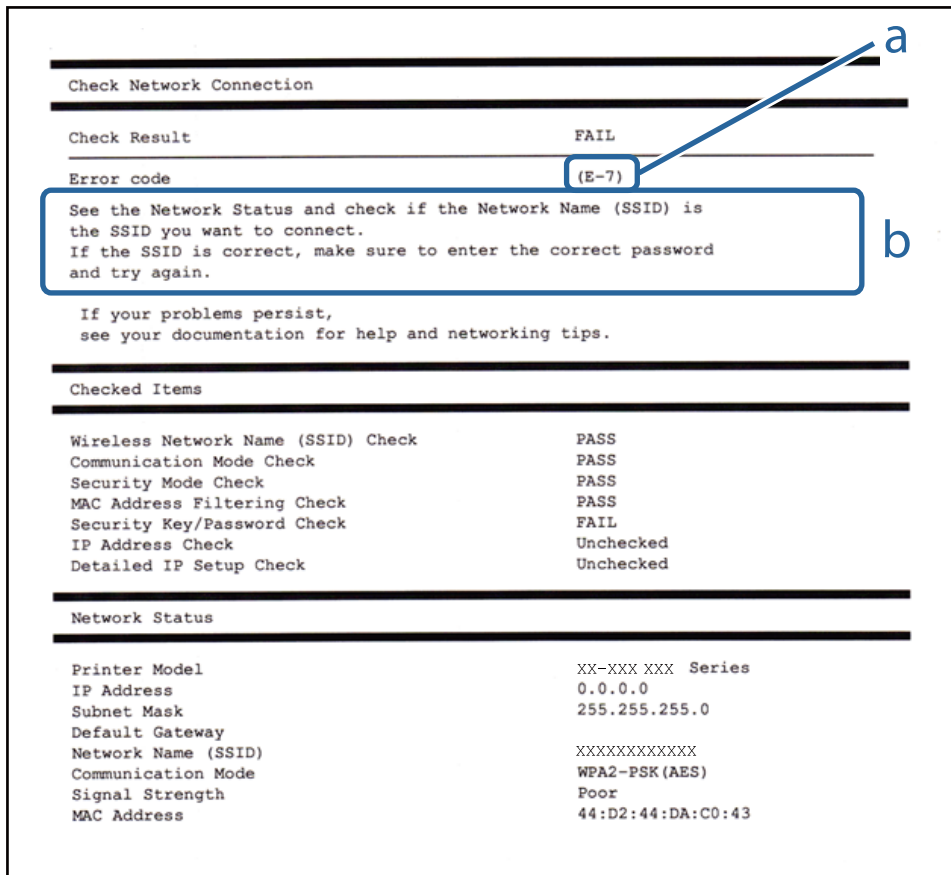 a
Check Network Connection
Check Result FAIL
Error code (E-7)
See the Network Status and check if the Network Name (SSID) is
the SSID you want to connect.
If the SSID is correct, make sure to enter the correct password
and try again.
b
If your problems persist,
see your documentation for help and networking tips.
Checked Items
Wireless Network Name (SSID) Check PASS
Communication Mode Check PASS
Security Mode Check PASS
MAC Address Filtering Check PASS
Security Key/Password Check FAIL
IP Address Check Unchecked
Detailed IP Setup Check Unchecked
Network Status
Printer Model XX-XXX XXX Series
IP Address 0.0.0.0
Subnet Mask 255.255.255.0
Default Gateway
Network Name (SSID) XXXXXXXXXXXX
Communication Mode WPA2-PSK(AES)
Signal Strength Poor
MAC Address 44:D2:44:DA:C0:43